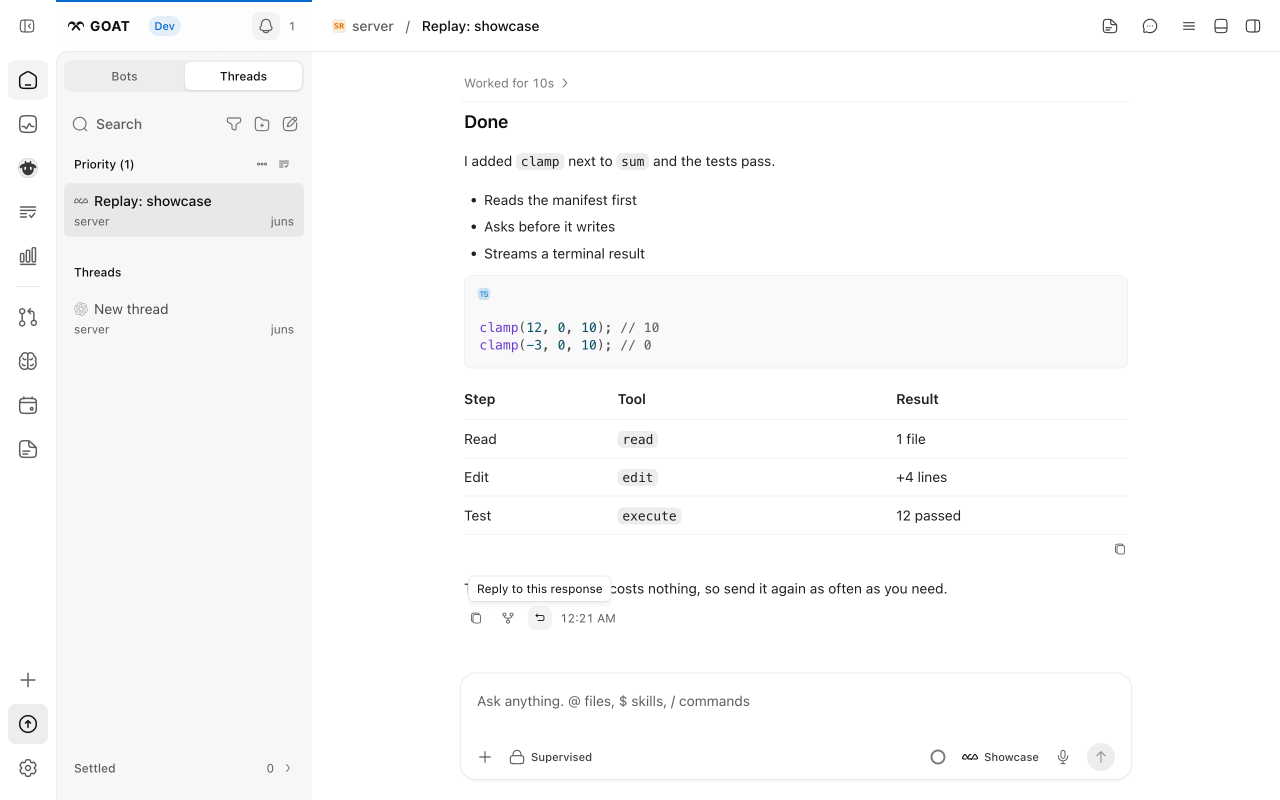 GOAT
Dev
1
SR server / Replay: showcase
Bots
Threads
Search
Priority (1)
Replay: showcase
server
juns
Threads
New thread
server
juns
Settled
0
Worked for 10s
Done
I added clamp next to sum and the tests pass.
• Reads the manifest first
• Asks before it writes
• Streams a terminal result
TS
clamp(12, 0, 10); // 10
clamp(-3, 0, 10); // 0
Step Tool Result
Read read 1 file
Edit edit +4 lines
Test execute 12 passed
Reply to this response
costs nothing, so send it again as often as you need.
12:21 AM
Ask anything. @ files, $ skills, / commands
Supervised
Showcase